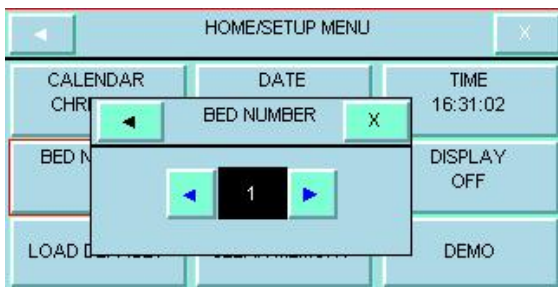 HOME/SETUP MENU
X
CALENDAR
DATE
TIME
16:31:02
BED NUMBER
X
1
DISPLAY
OFF
DEMO